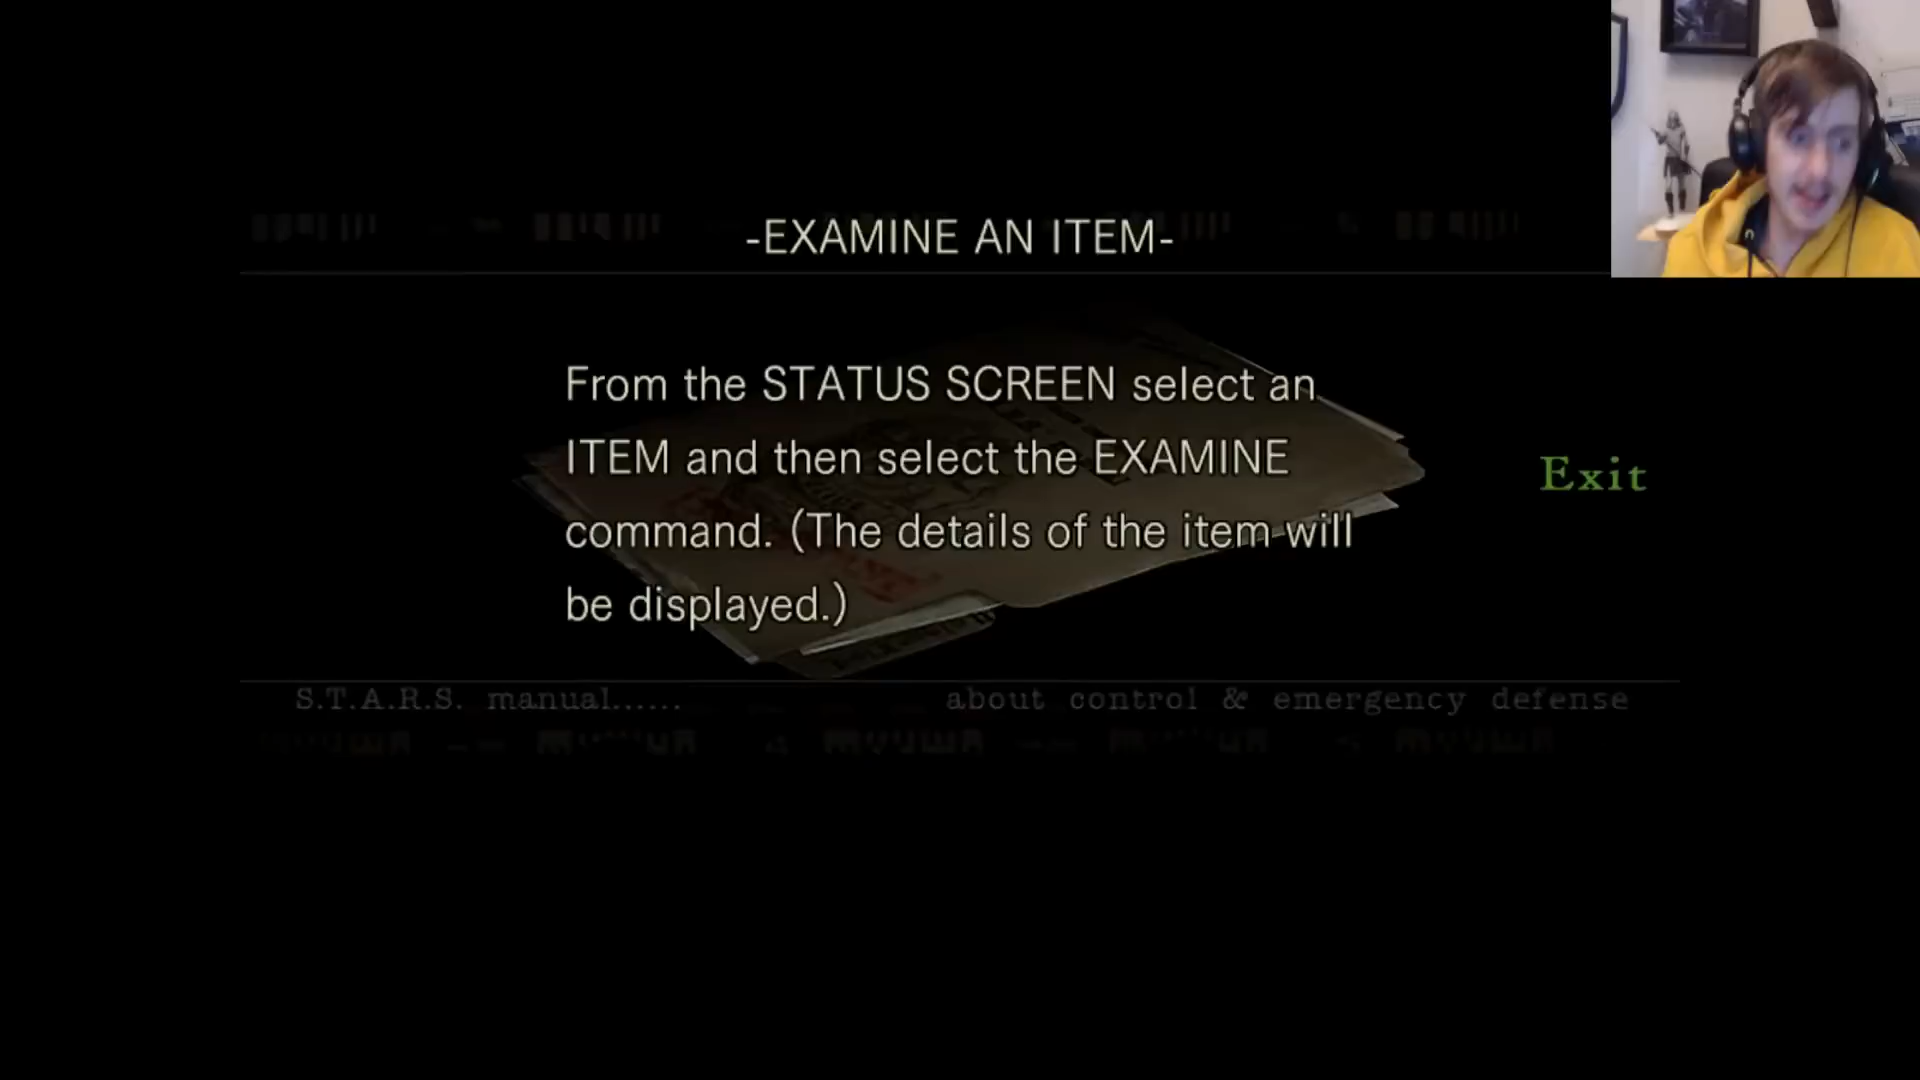 -EXAMINE AN ITEM-
From the STATUS SCREEN select an
ITEM and then select the EXAMINE
command. (The details of the item will
be displayed.)
Exit
S.T.A.R.S. manual...... about control & emergency defense